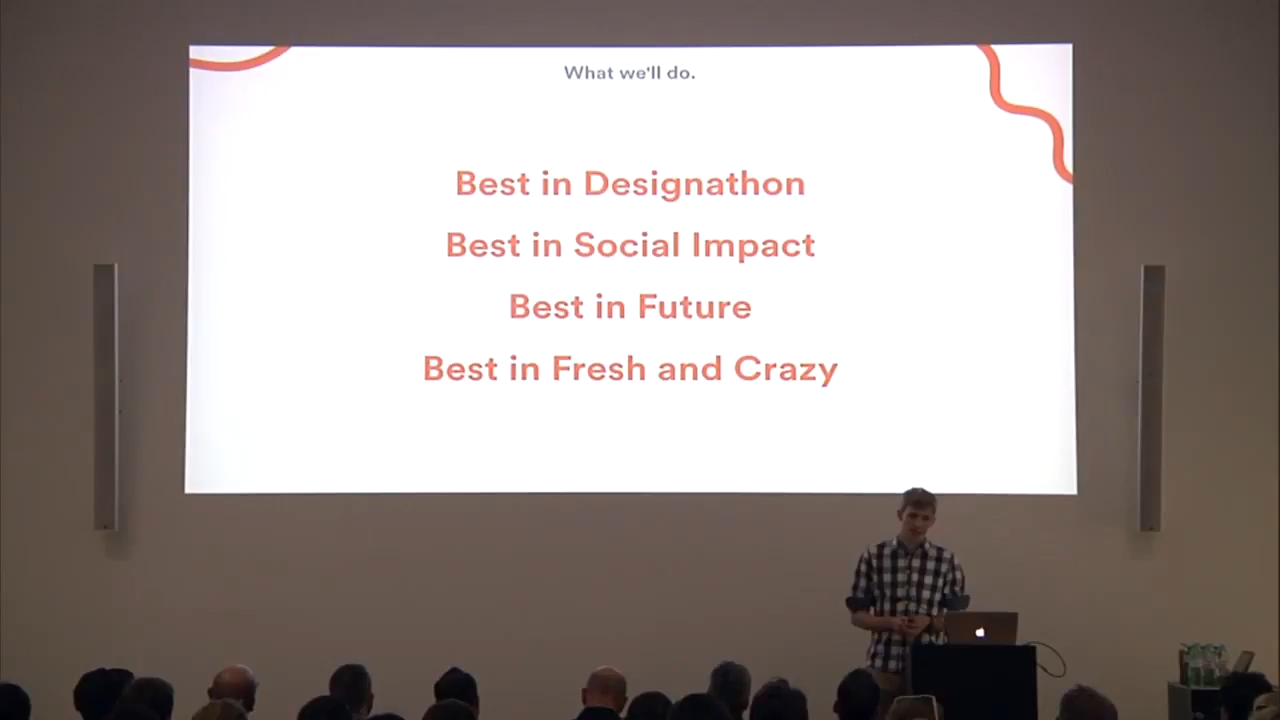 What we'll do.
Best in Designathon
Best in Social Impact
Best in Future
Best in Fresh and Crazy